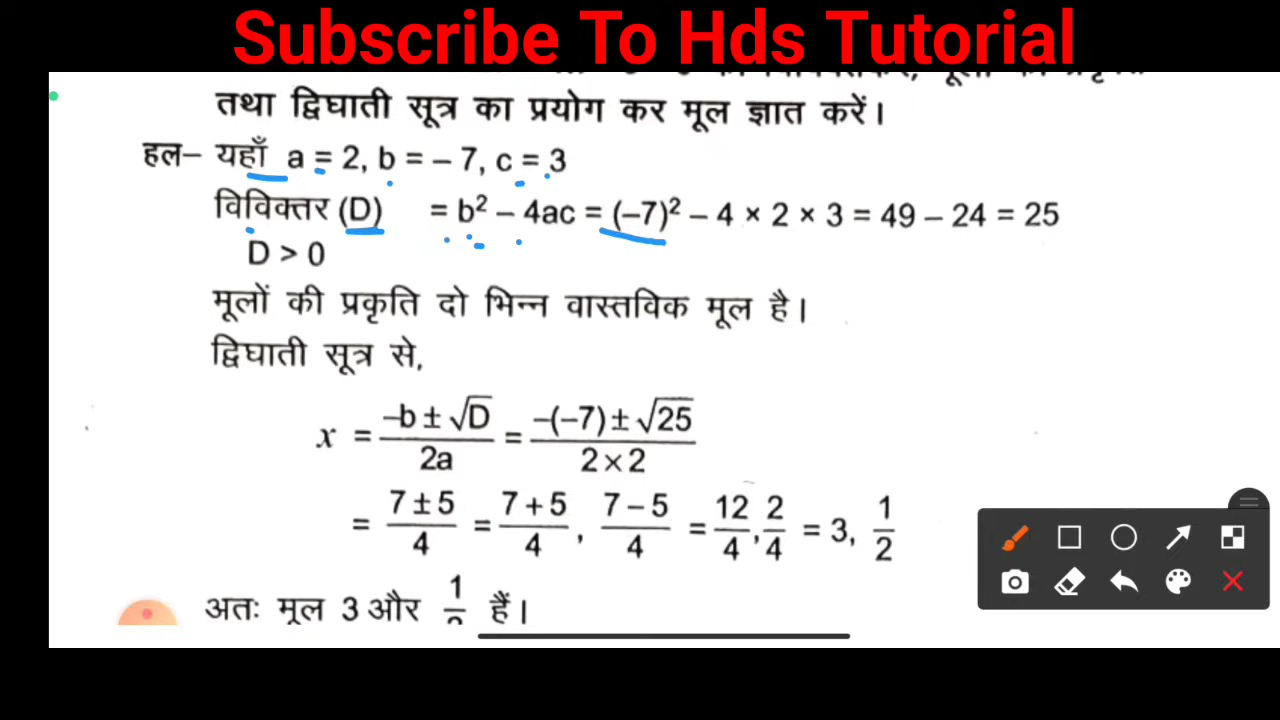 Subscribe To Hds Tutorial
तथा द्विघाती सूत्र का प्रयोग कर मूल ज्ञात करें।
हल– यहाँ a = 2, b = – 7, c = 3
विविक्तर (D) = b² – 4ac = (–7)² – 4 × 2 × 3 = 49 – 24 = 25
D > 0
मूलों की प्रकृति दो भिन्न वास्तविक मूल है।
द्विघाती सूत्र से,
x = (–b ± √D)/(2a) = (–(–7) ± √25)/(2 × 2)
= (7 ± 5)/4 = (7 + 5)/4, (7 – 5)/4 = 12/4, 2/4 = 3, 1/2
अतः मूल 3 और 1/2 हैं।